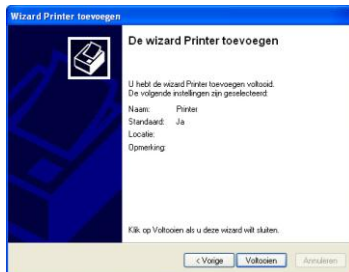 Wizard Printer toevoegen
De wizard Printer toevoegen
U hebt de wizard Printer toevoegen voltooid.
De volgende instellingen zijn geselecteerd:
Naam: Printer
Standaard: Ja
Locatie:
Opmerking:
Klik op Voltooien als u deze wizard wilt sluiten.
< Vorige Voltooien Annuleren